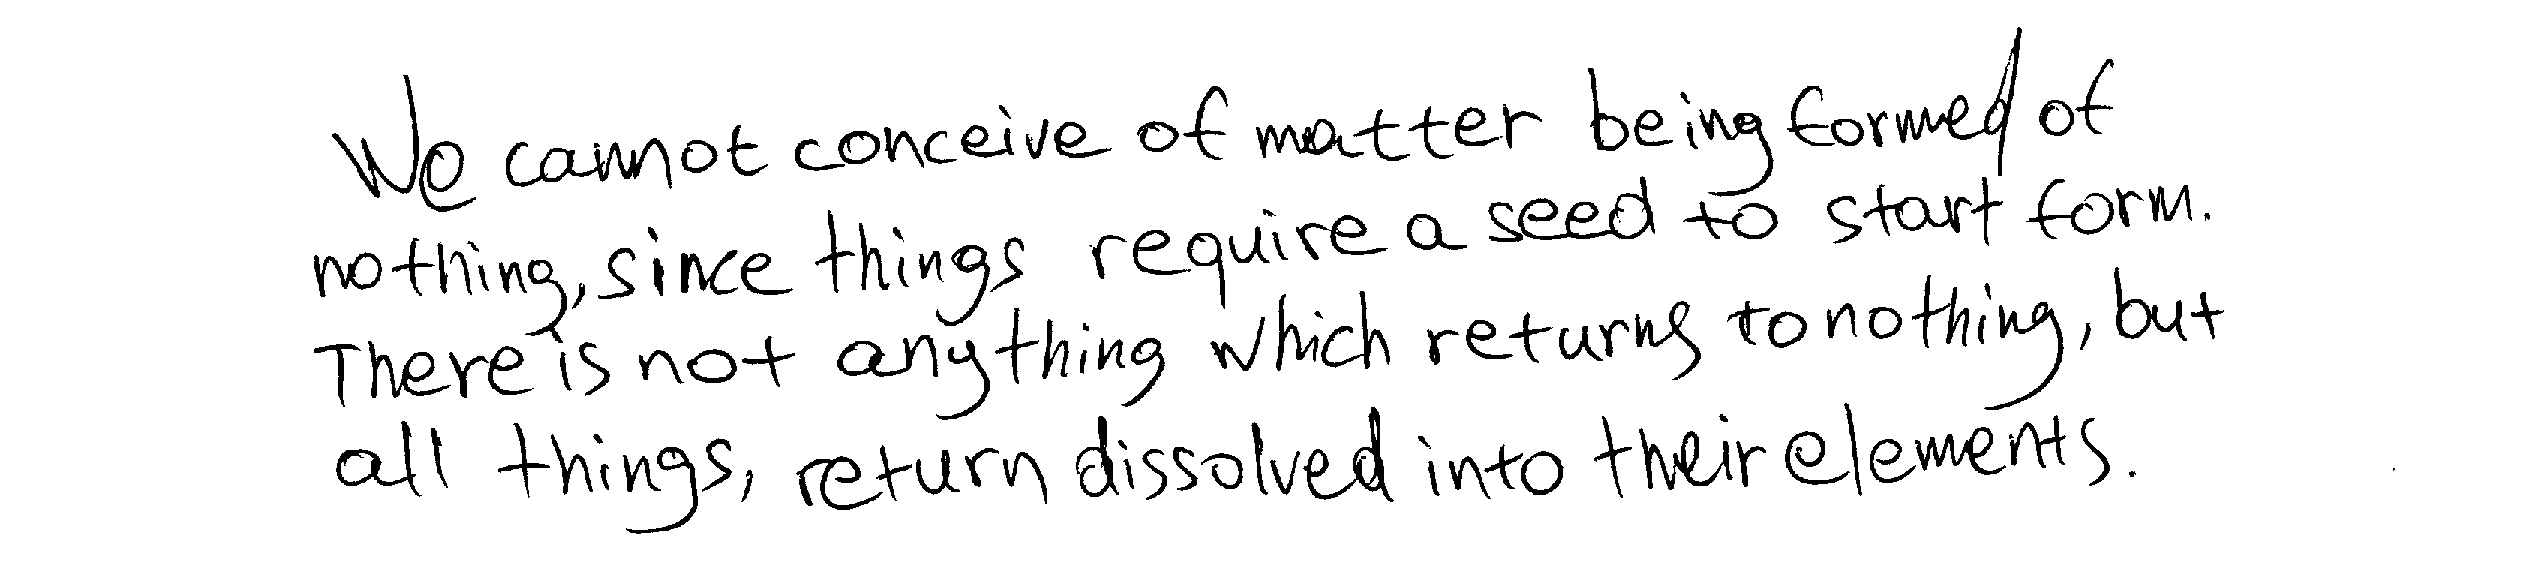 We cannot conceive of matter being formed of
nothing, since things require a seed to start form.
There is not anything which returns to nothing, but
all things, return dissolved into their elements.